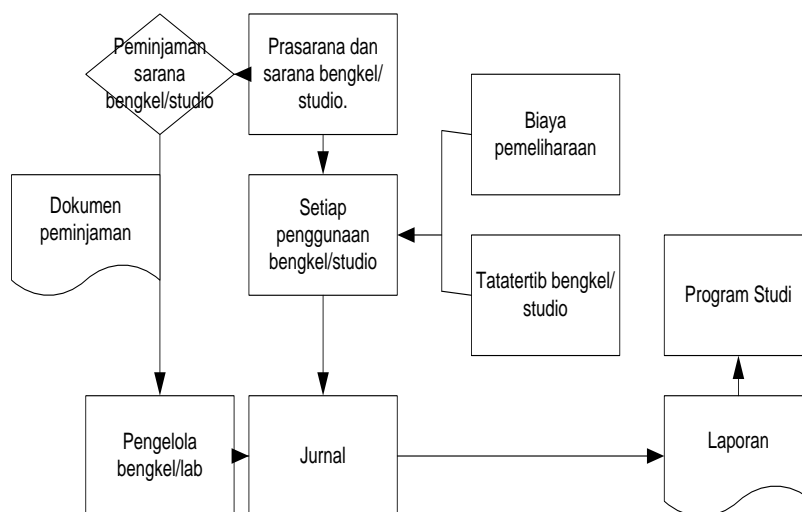 Peminjaman
sarana
bengkel/studio
Prasarana dan
sarana bengkel/
studio.
Biaya
pemeliharaan
Dokumen
peminjaman
Setiap
penggunaan
bengkel/studio
Tatatertib bengkel/
studio
Program Studi
Pengelola
bengkel/lab
Jurnal
Laporan